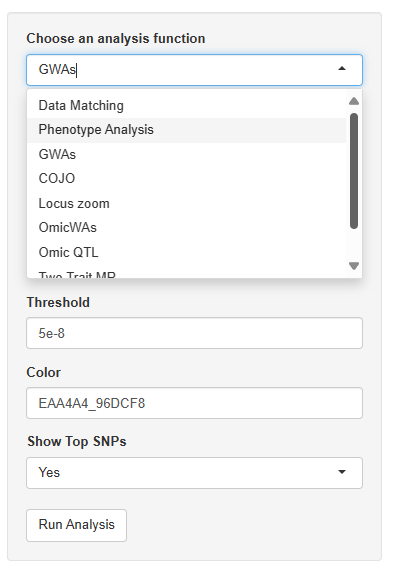 Choose an analysis function
GWAs
Data Matching
Phenotype Analysis
GWAs
COJO
Locus zoom
OmicWAs
Omic QTL
Two Trait MR
Threshold
5e-8
Color
EAA4A4_96DCF8
Show Top SNPs
Yes
Run Analysis